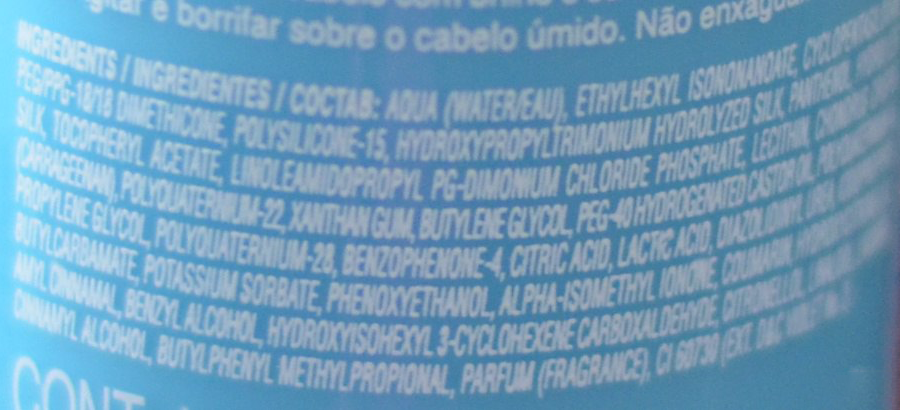 e borrifar sobre o cabelo úmido. Não
INGREDIENTS / INGREDIENTES / COCTAB: AQUA (WATER/EAU), ETHYLHEXYL ISONONANOATE,
PEG/PPG-18/18 DIMETHICONE, POLYSILICONE-15, HYDROXYPROPYLTRIMONIUM HYDROLYZED SILK, PANTHENOL,
SILK, TOCOPHERYL ACETATE, LINOLEAMIDOPROPYL PG-DIMONIUM CHLORIDE PHOSPHATE, LECITHIN,
(CARRAGEENAN), POLYQUATERNIUM-22, XANTHAN GUM, BUTYLENE GLYCOL, PEG-40 HYDROGENATED CASTOR OIL,
PROPYLENE GLYCOL, POLYQUATERNIUM-28, BENZOPHENONE-4, CITRIC ACID, LACTIC ACID, DIAZOLIDINYL UREA,
BUTYLCARBAMATE, POTASSIUM SORBATE, PHENOXYETHANOL, ALPHA-ISOMETHYL IONONE, COUMARIN,
AMYL CINNAMAL, BENZYL ALCOHOL, HYDROXYISOHEXYL 3-CYCLOHEXENE CARBOXALDEHYDE, CITRONELLOL,
CINNAMYL ALCOHOL, BUTYLPHENYL METHYLPROPIONAL, PARFUM (FRAGRANCE), CI 60730 (EXT.
CONT